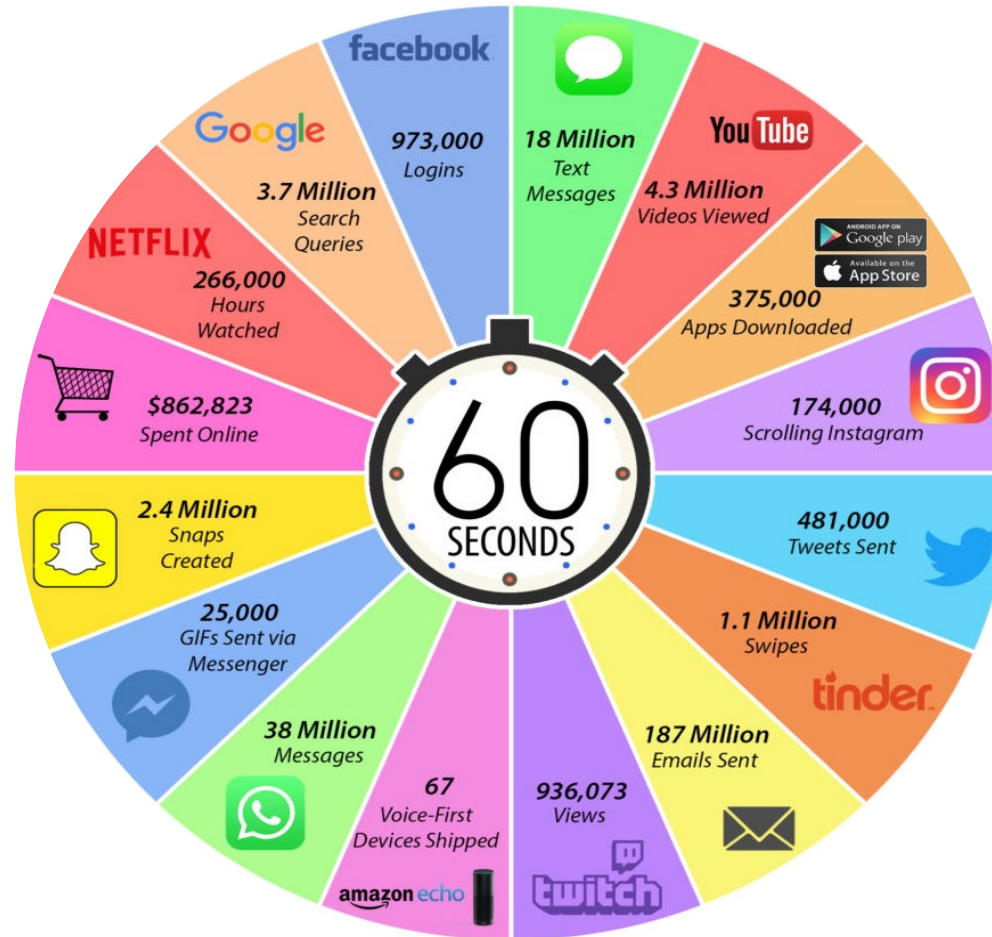 facebook
973,000
Logins
18 Million
Text
Messages
YouTube
4.3 Million
Videos Viewed
ANDROID APP ON
Google play
Available on the
App Store
375,000
Apps Downloaded
174,000
Scrolling Instagram
481,000
Tweets Sent
1.1 Million
Swipes
tinder
187 Million
Emails Sent
936,073
Views
twitch
67
Voice-First
Devices Shipped
amazon echo
38 Million
Messages
25,000
GIFs Sent via
Messenger
2.4 Million
Snaps
Created
$862,823
Spent Online
NETFLIX
266,000
Hours
Watched
Google
3.7 Million
Search
Queries
60
SECONDS